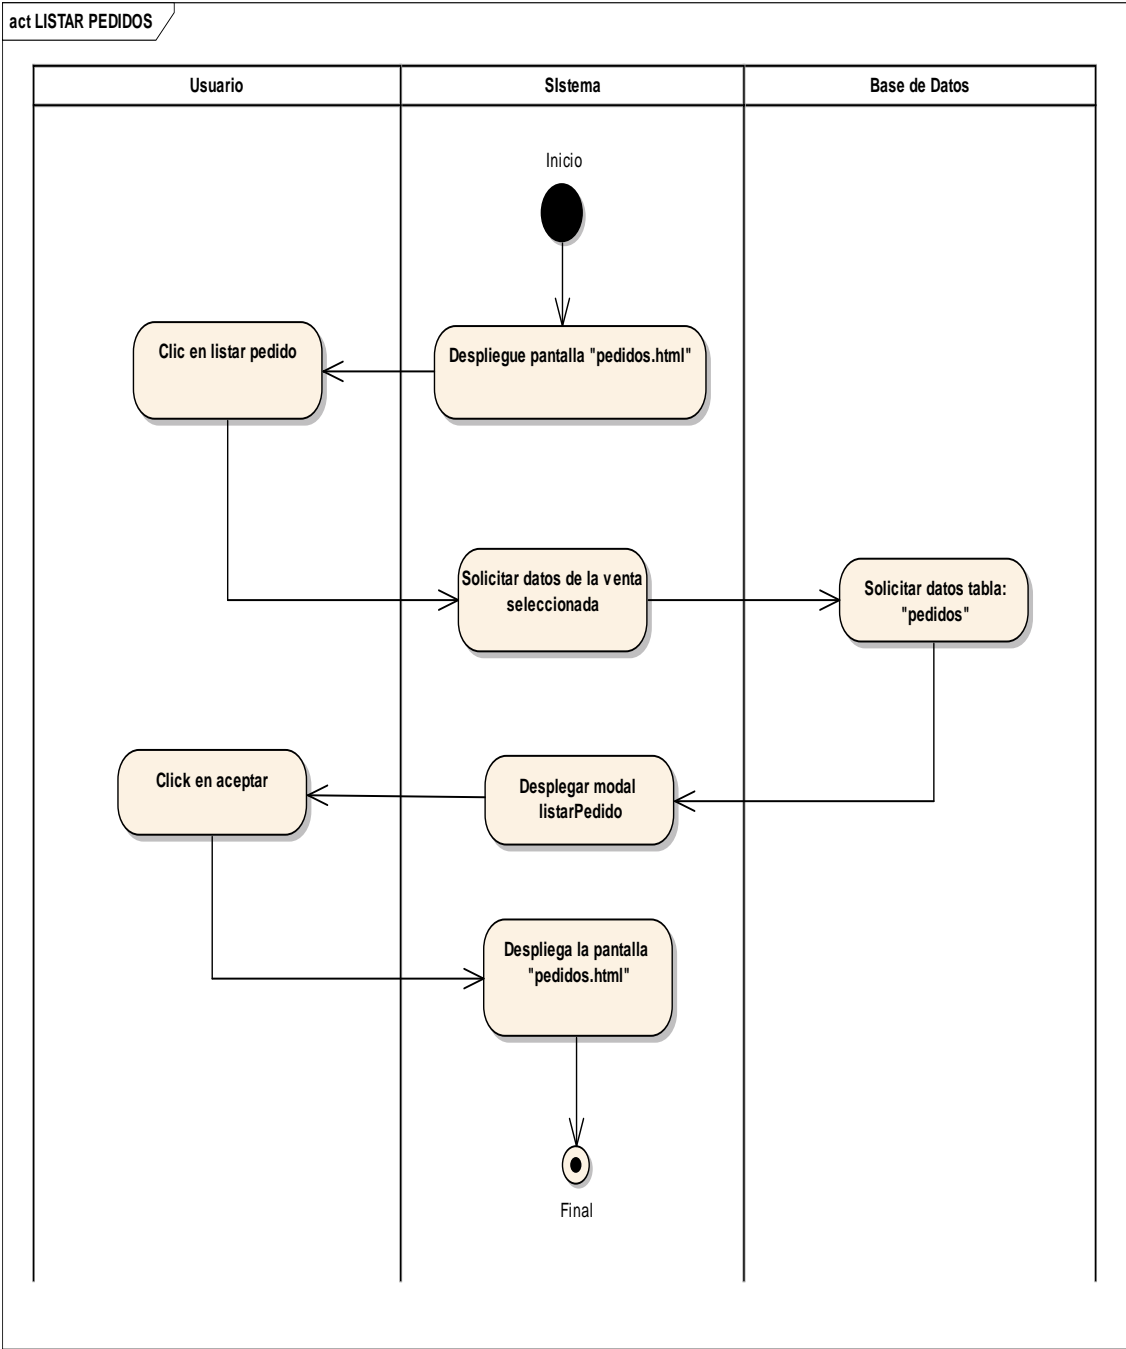 act LISTAR PEDIDOS
Usuario
SIstema
Base de Datos
Inicio
Clic en listar pedido
Despliegue pantalla "pedidos.html"
Solicitar datos de la venta
seleccionada
Solicitar datos tabla:
"pedidos"
Click en aceptar
Desplegar modal
listarPedido
Despliega la pantalla
"pedidos.html"
Final